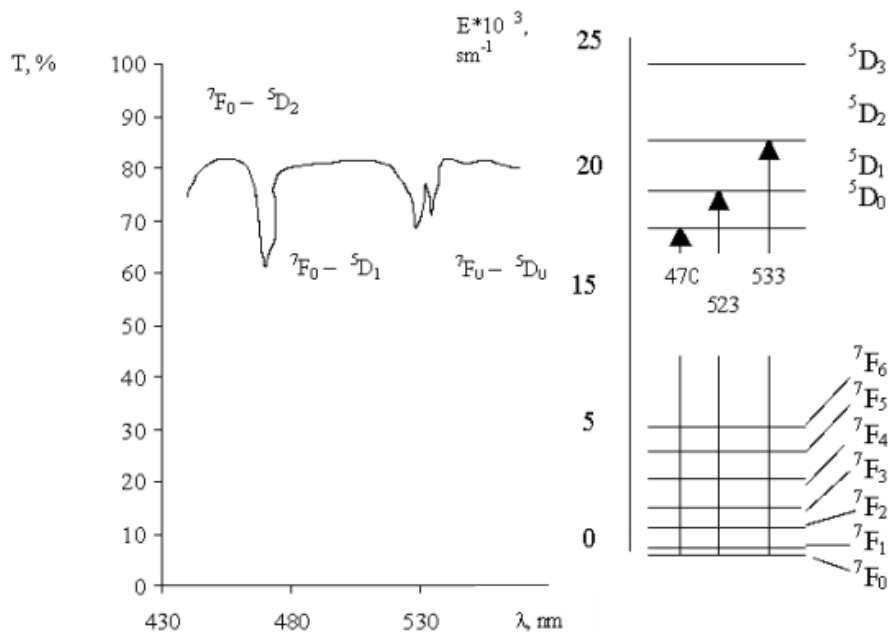 T, %
100
90
80
70
60
50
40
30
20
10
0
430
480
530
λ, nm
⁷F₀ – ⁵D₂
⁷F₀ – ⁵D₁
⁷F₀ – ⁵D₀
E*10 ³,
sm⁻¹
25
20
15
5
0
⁵D₃
⁵D₂
⁵D₁
⁵D₀
470
523
533
⁷F₆
⁷F₅
⁷F₄
⁷F₃
⁷F₂
⁷F₁
⁷F₀